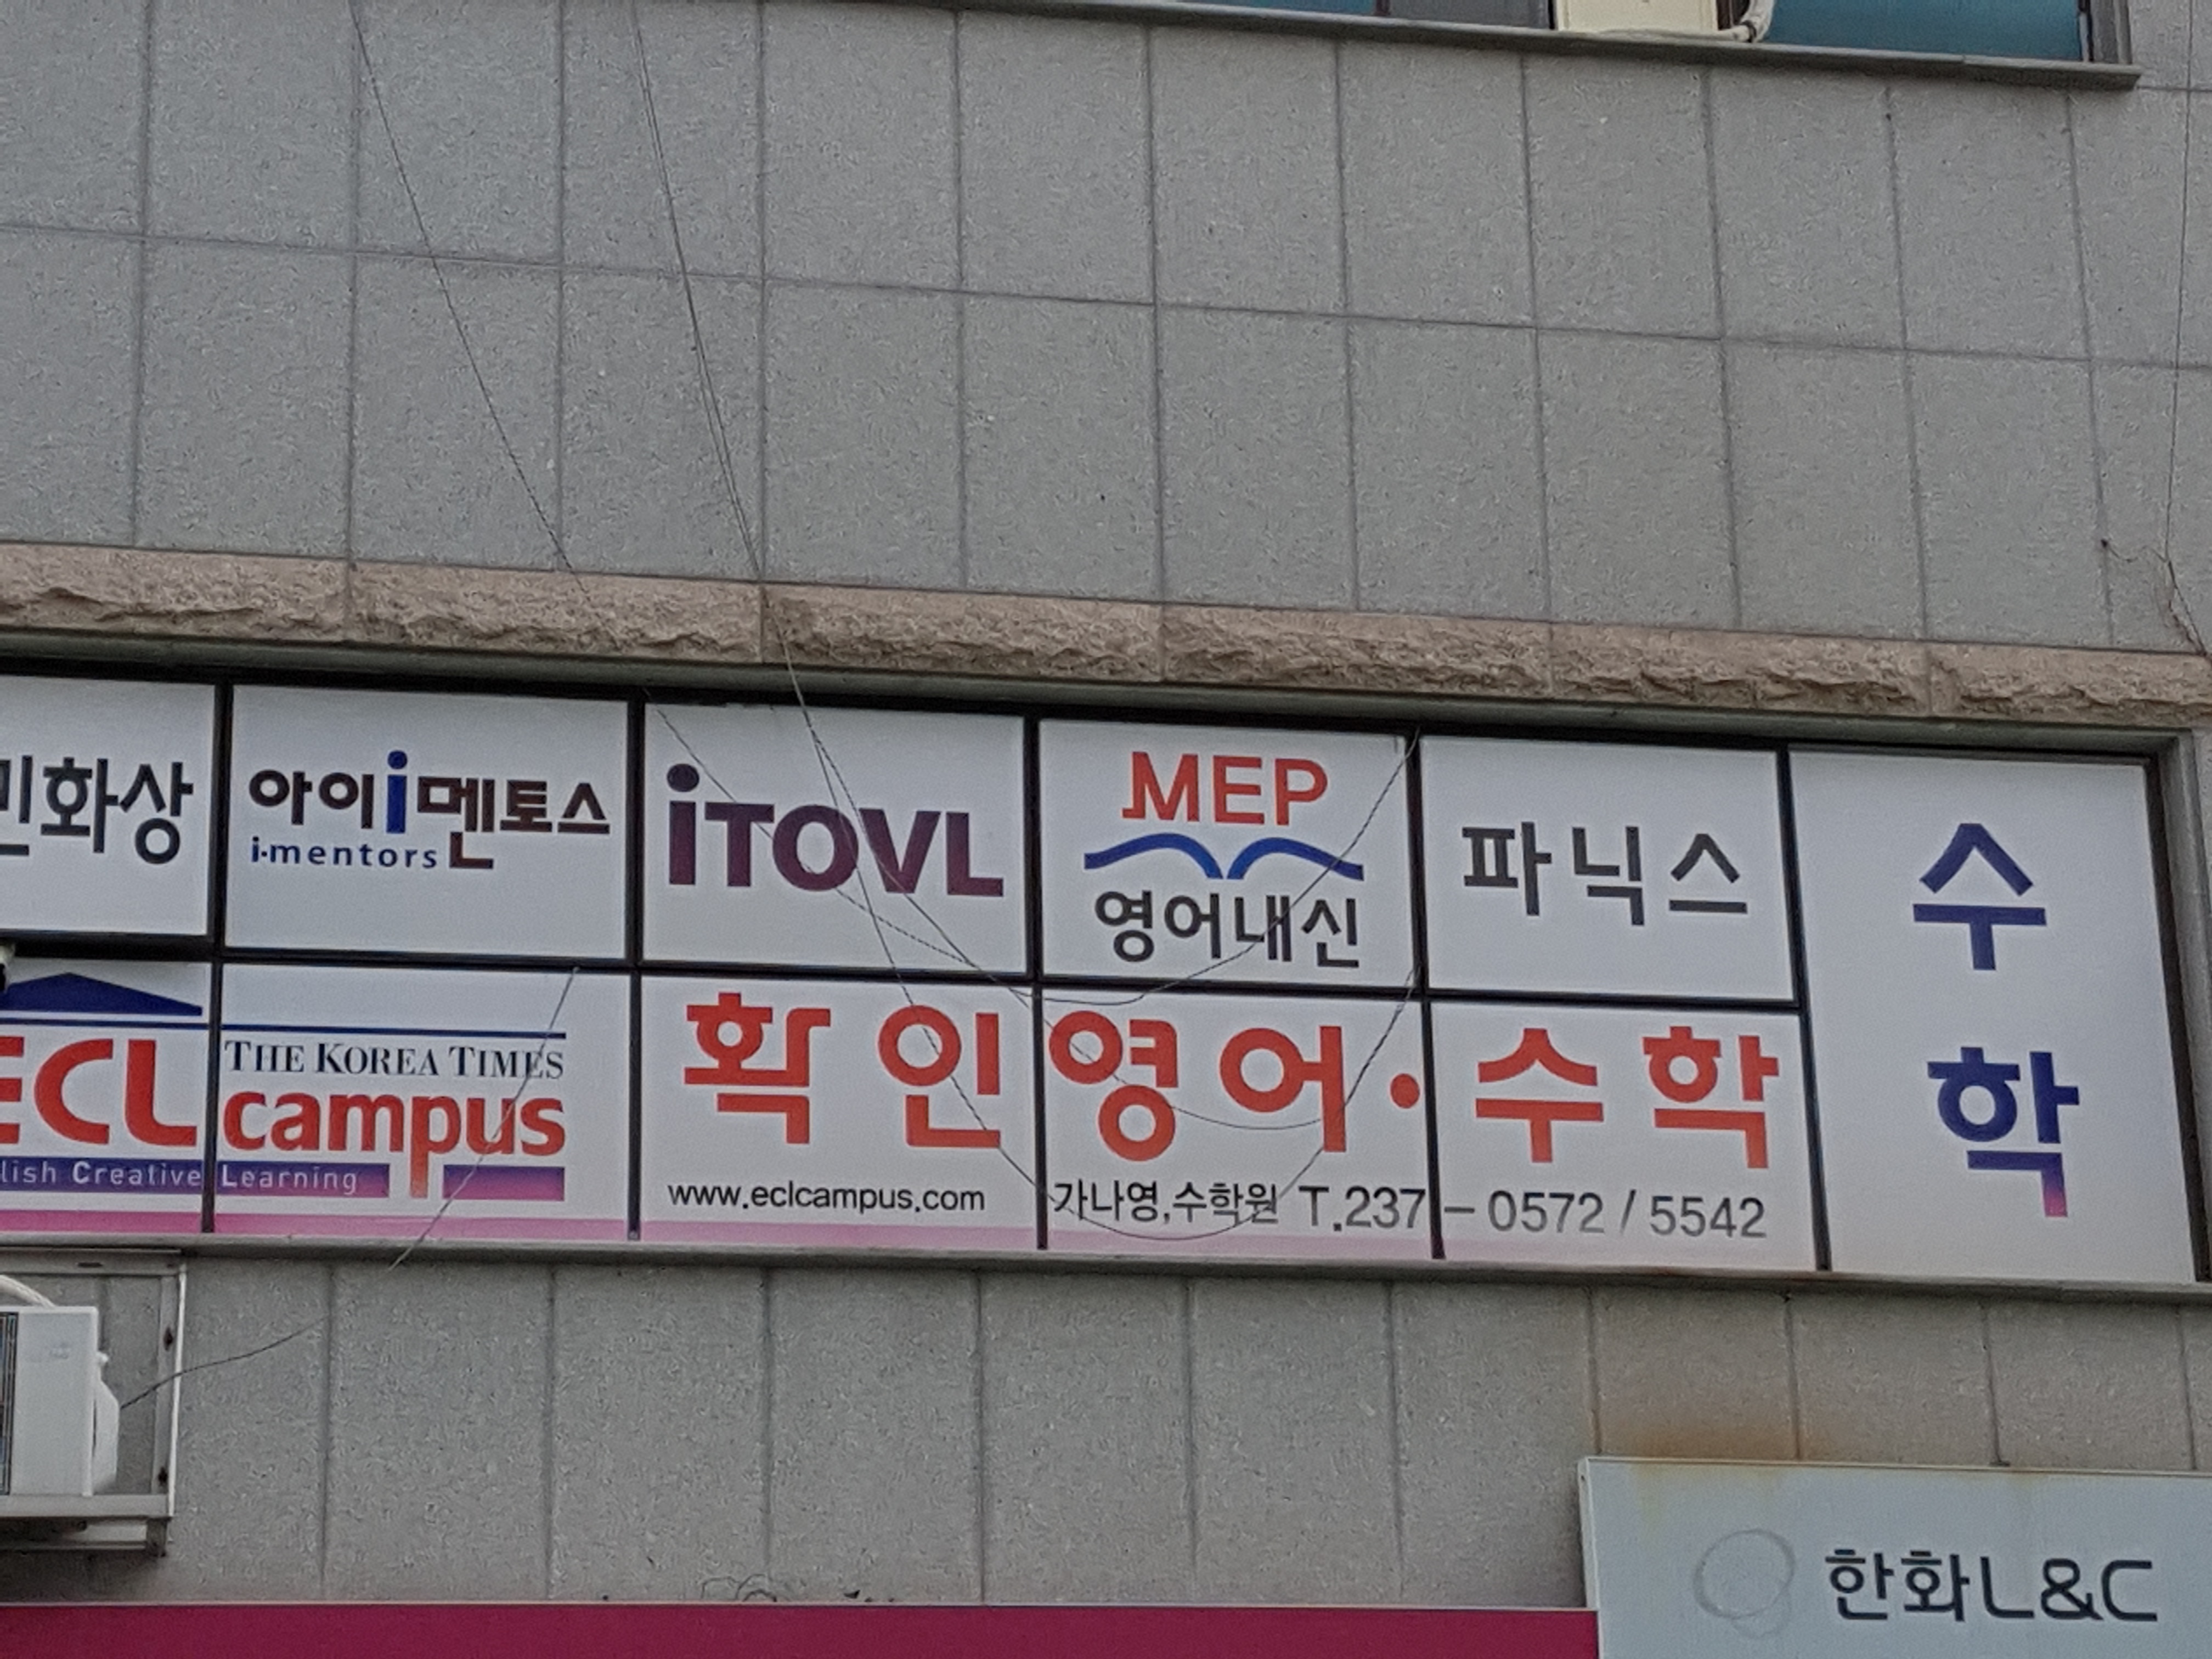 민화상
아이i멘토스
i-mentors
iTOVL
MEP
영어내신
파닉스
수
학
ECL
THE KOREA TIMES
campus
lish Creative Learning
확인영어·수학
www.eclcampus.com
가나영,수학원 T.237-0572/5542
한화L&C